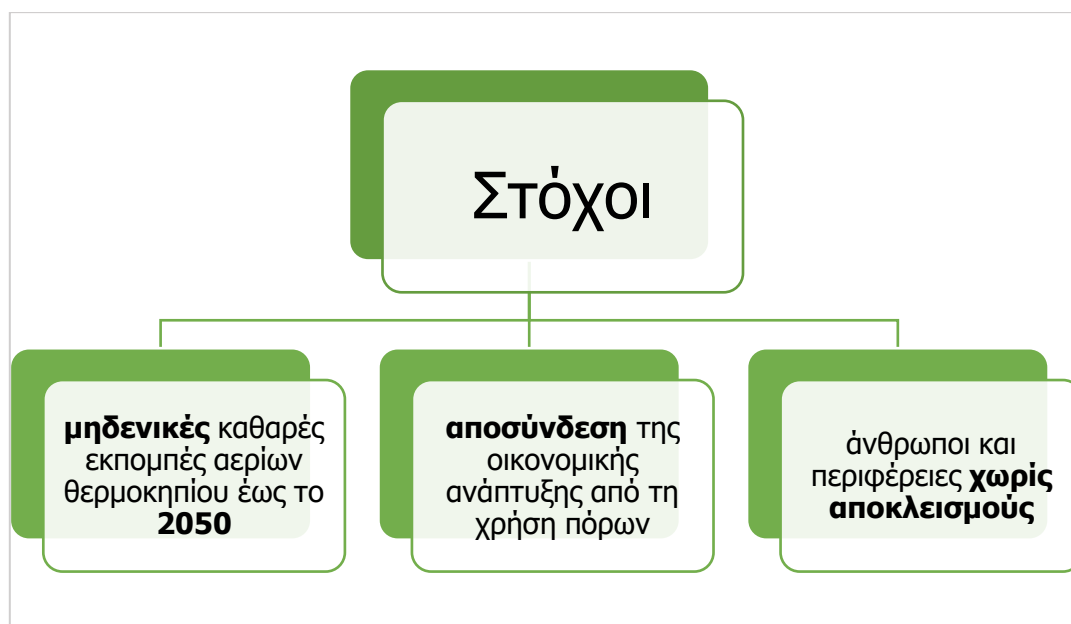 Στόχοι
μηδενικές καθαρές
εκπομπές αερίων
θερμοκηπίου έως το
2050
αποσύνδεση της
οικονομικής
ανάπτυξης από τη
χρήση πόρων
άνθρωποι και
περιφέρειες χωρίς
αποκλεισμούς